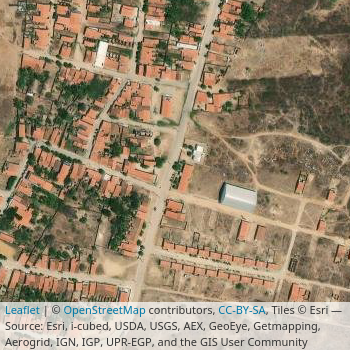 Leaflet | © OpenStreetMap contributors, CC-BY-SA, Tiles © Esri —
Source: Esri, i-cubed, USDA, USGS, AEX, GeoEye, Getmapping,
Aerogrid, IGN, IGP, UPR-EGP, and the GIS User Community